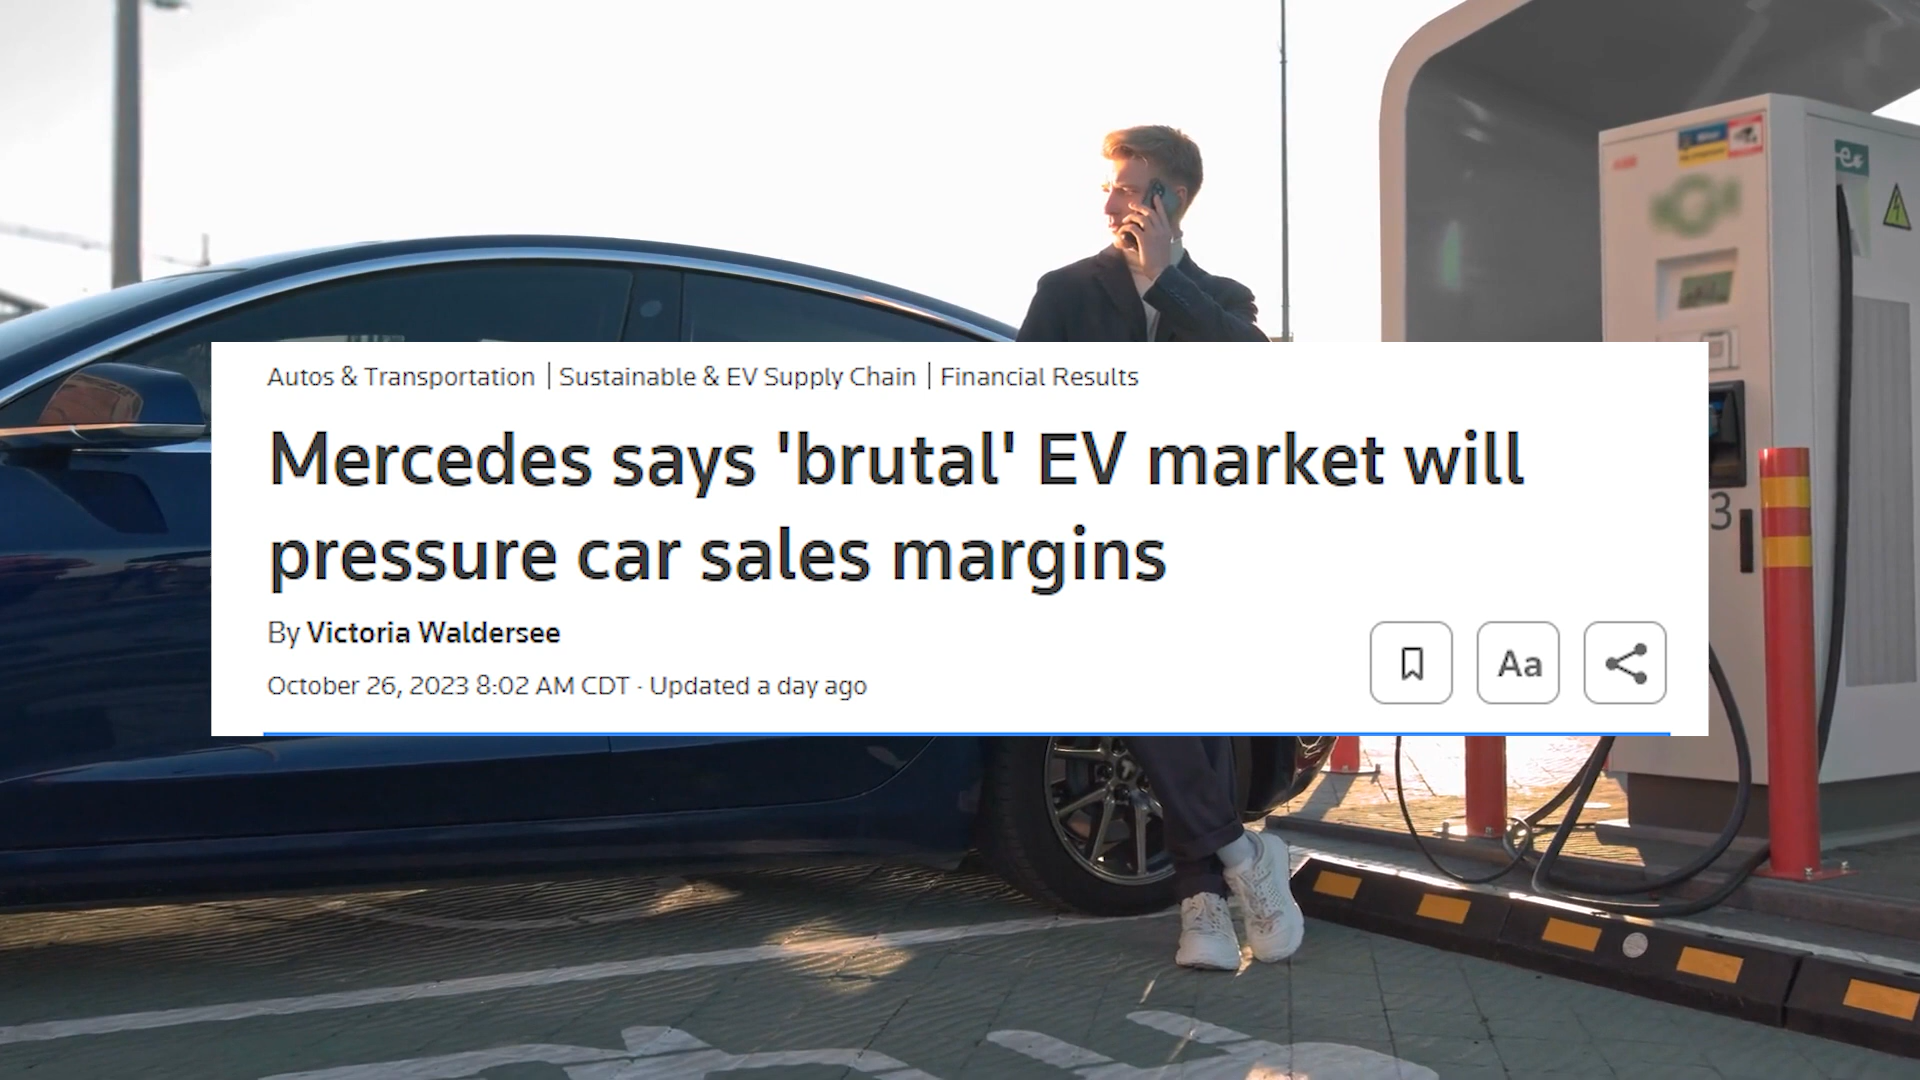 Autos & Transportation | Sustainable & EV Supply Chain | Financial Results
Mercedes says 'brutal' EV market will
pressure car sales margins
By Victoria Waldersee
October 26, 2023 8:02 AM CDT · Updated a day ago
Aa
3